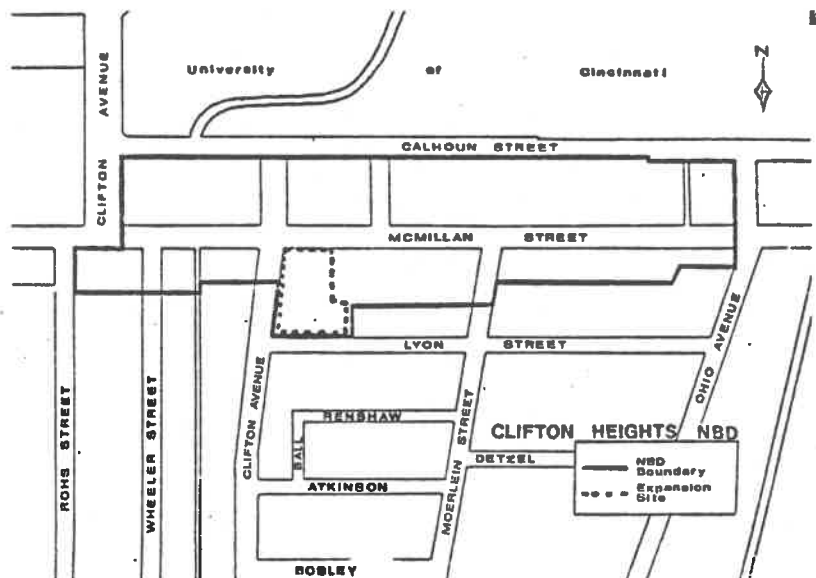 University of Cincinnati
N
CLIFTON AVENUE
CALHOUN STREET
MCMILLAN STREET
LYON STREET
OHIO AVENUE
CLIFTON AVENUE
RENSHAW
BALL
MOERLEIN STREET
ROHS STREET
WHEELER STREET
CLIFTON HEIGHTS NBD
DETZEL
NBD
Boundary
Expansion
Site
ATKINSON
BOSLEY